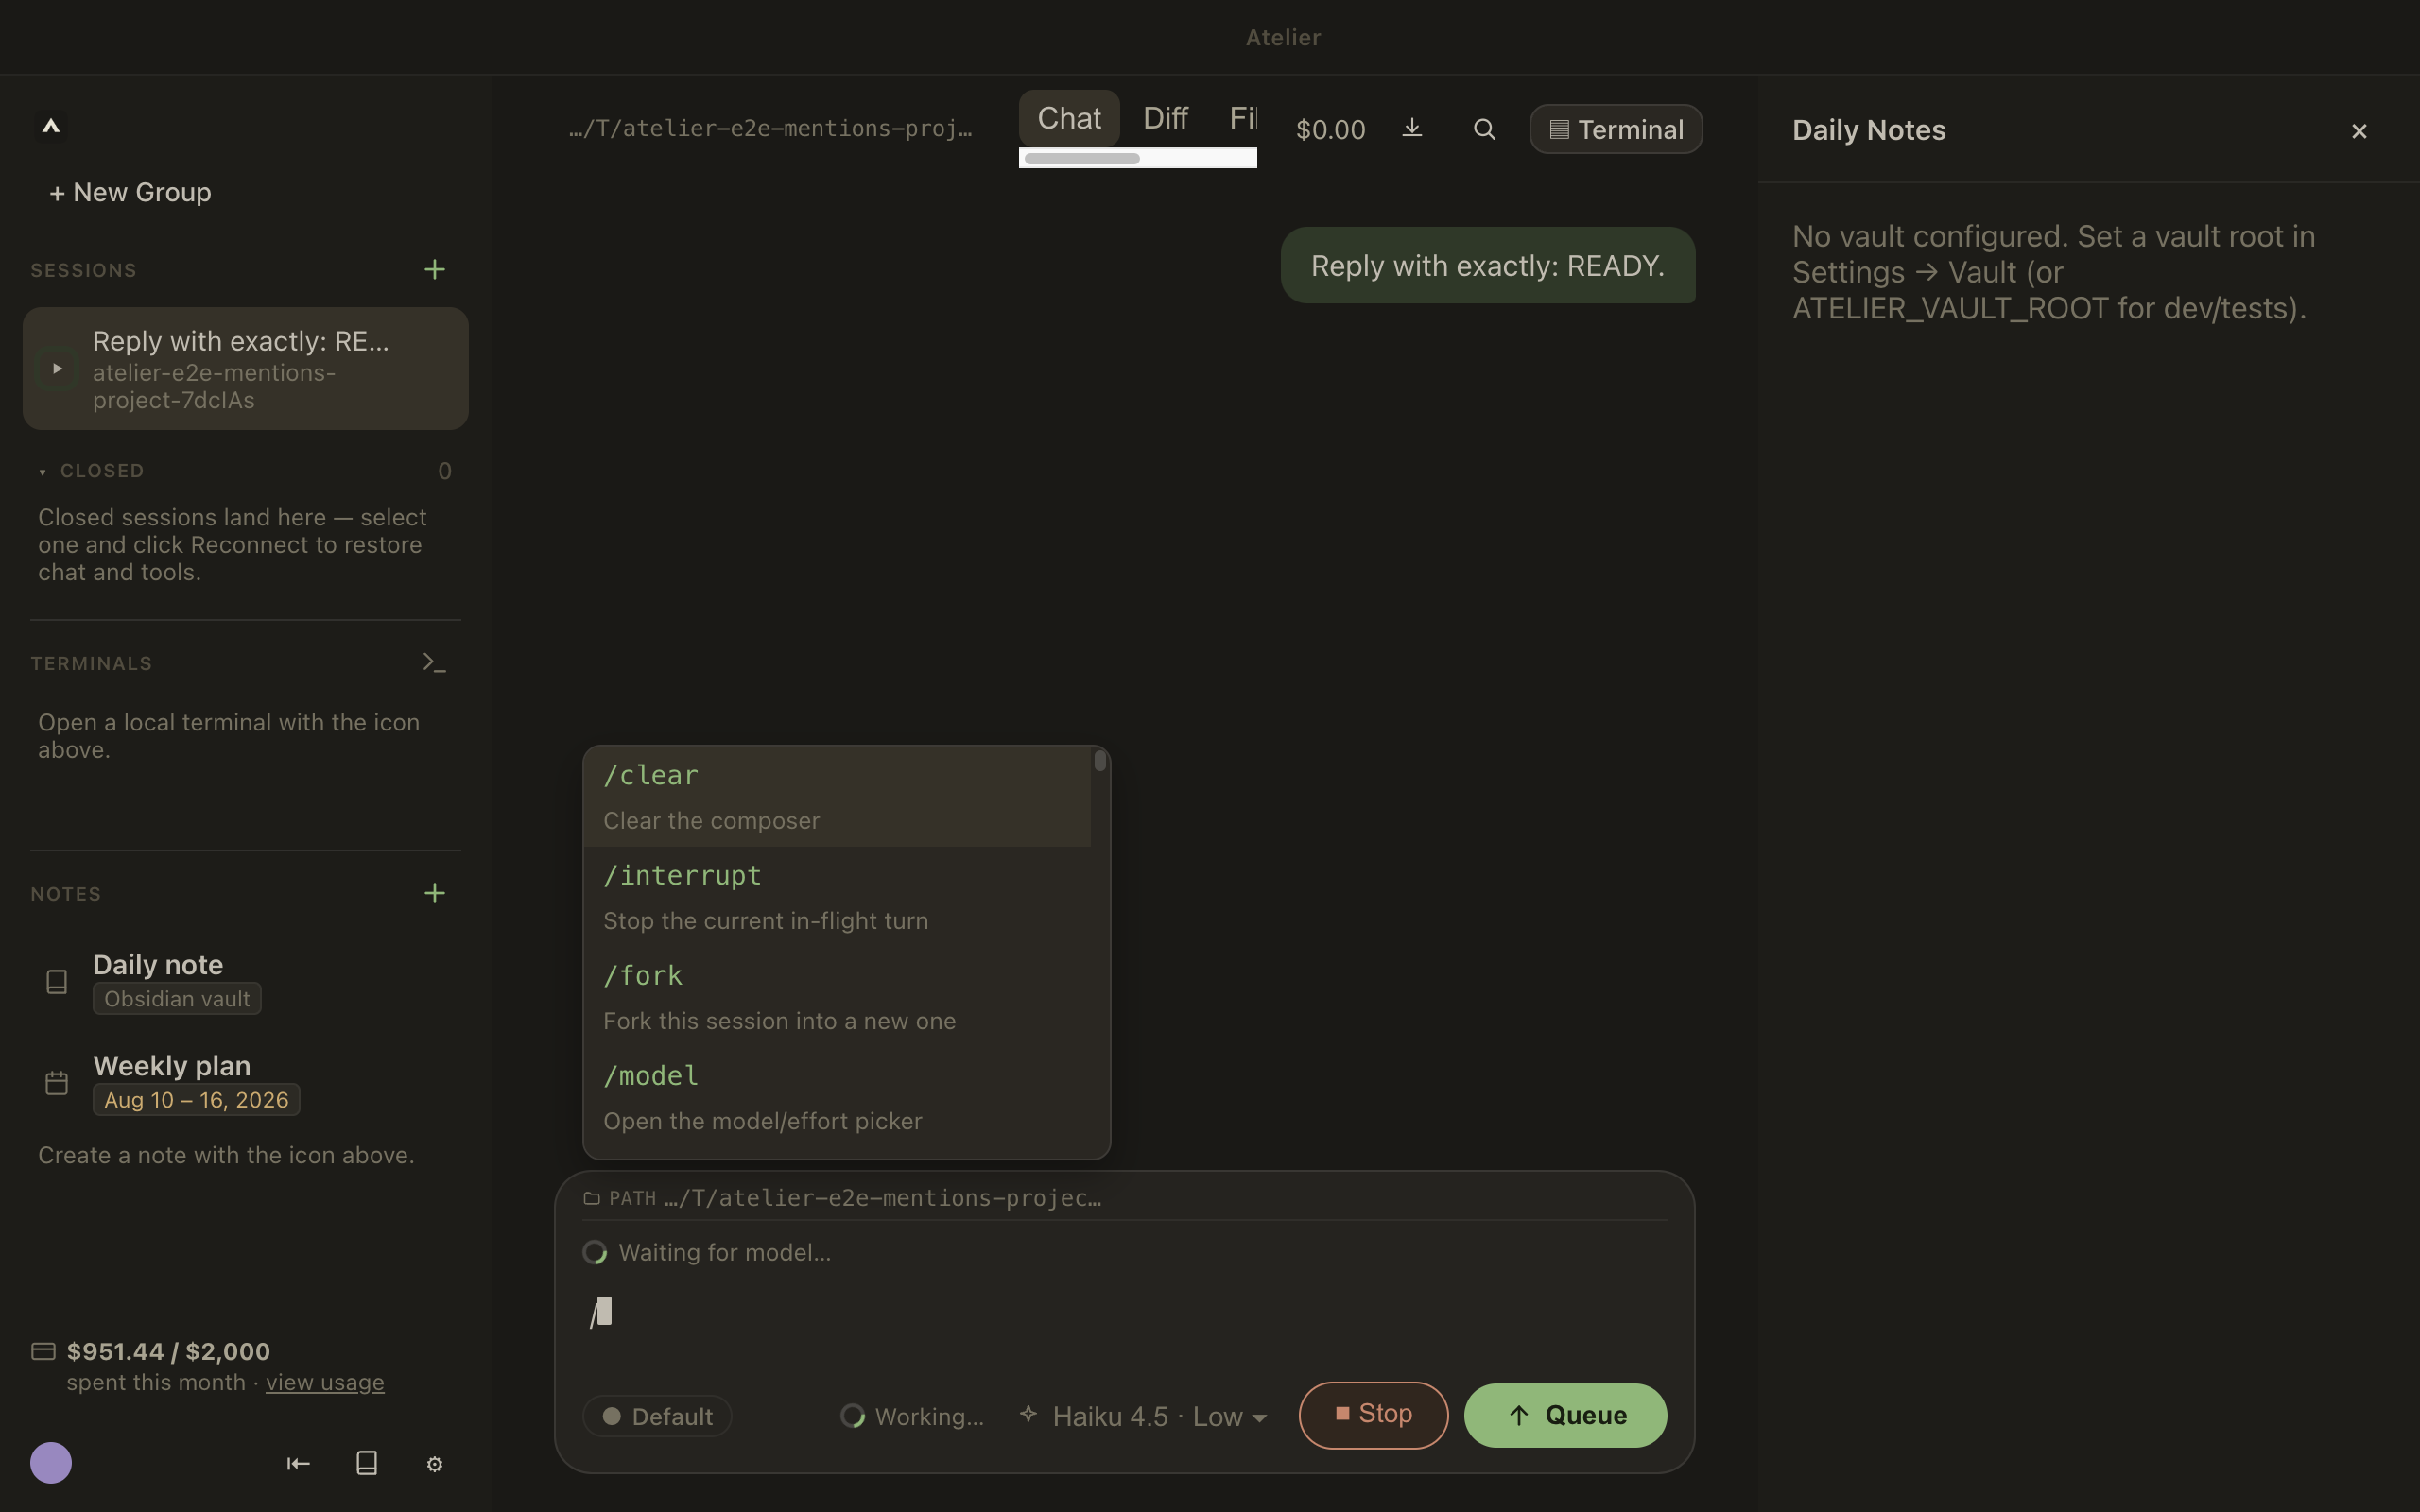 Atelier
+ New Group
SESSIONS
Reply with exactly: RE...
atelier-e2e-mentions-
project-7dcIAs
CLOSED 0
Closed sessions land here — select
one and click Reconnect to restore
chat and tools.
TERMINALS
Open a local terminal with the icon
above.
NOTES
Daily note
Obsidian vault
Weekly plan
Aug 10 – 16, 2026
Create a note with the icon above.
$951.44 / $2,000
spent this month · view usage
…/T/atelier-e2e-mentions-proj… Chat Diff Fil $0.00 Terminal
Reply with exactly: READY.
/clear
Clear the composer
/interrupt
Stop the current in-flight turn
/fork
Fork this session into a new one
/model
Open the model/effort picker
PATH …/T/atelier-e2e-mentions-projec…
Waiting for model...
/
Default Working... Haiku 4.5 · Low Stop Queue
Daily Notes
No vault configured. Set a vault root in
Settings → Vault (or
ATELIER_VAULT_ROOT for dev/tests).